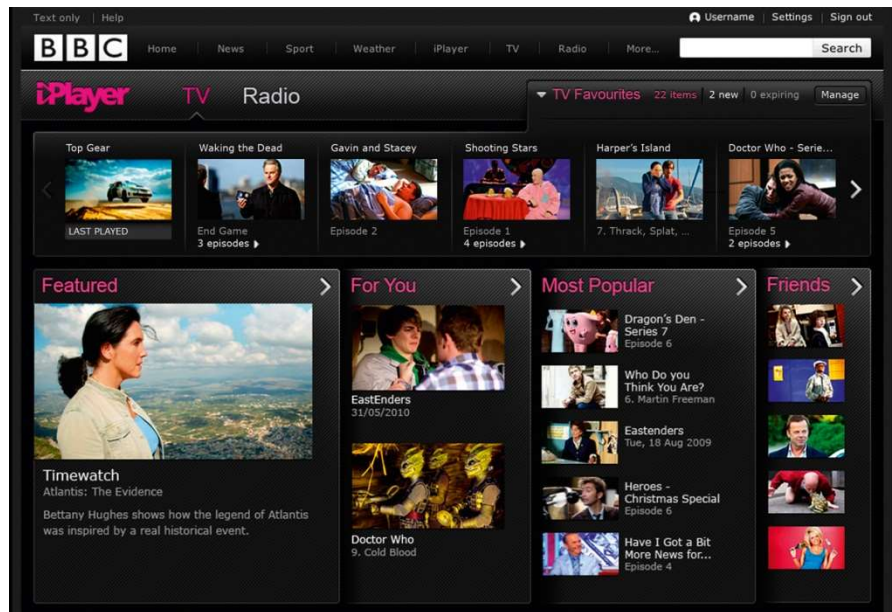 Text only | Help
Username | Settings | Sign out
BBC Home News Sport Weather iPlayer TV Radio More... Search
iPlayer TV Radio
TV Favourites 22 items 2 new 0 expiring Manage
Top Gear
LAST PLAYED
Waking the Dead
End Game
3 episodes
Gavin and Stacey
Episode 2
Shooting Stars
Episode 1
4 episodes
Harper's Island
7. Thrack, Splat, ...
Doctor Who - Serie...
Episode 5
2 episodes
Featured
Timewatch
Atlantis: The Evidence
Bettany Hughes shows how the legend of Atlantis
was inspired by a real historical event.
For You
EastEnders
31/05/2010
Doctor Who
9. Cold Blood
Most Popular
Dragon's Den -
Series 7
Episode 6
Who Do you
Think You Are?
6. Martin Freeman
Eastenders
Tue, 18 Aug 2009
Heroes -
Christmas Special
Episode 6
Have I Got a Bit
More News for...
Episode 4
Friends